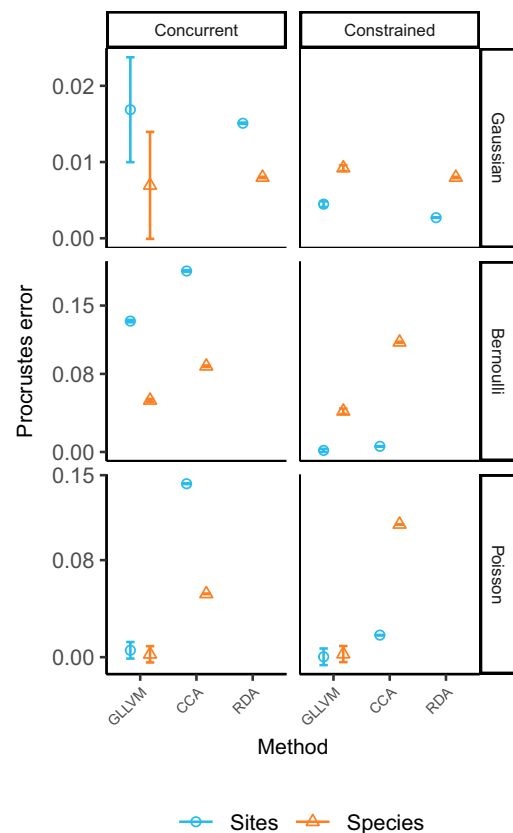 Concurrent Constrained
0.02
0.01
0.00
Gaussian
0.15
0.08
0.00
Bernoulli
0.15
0.08
0.00
Poisson
Procrustes error
GLLVM CCA RDA GLLVM CCA RDA
Method
Sites Species